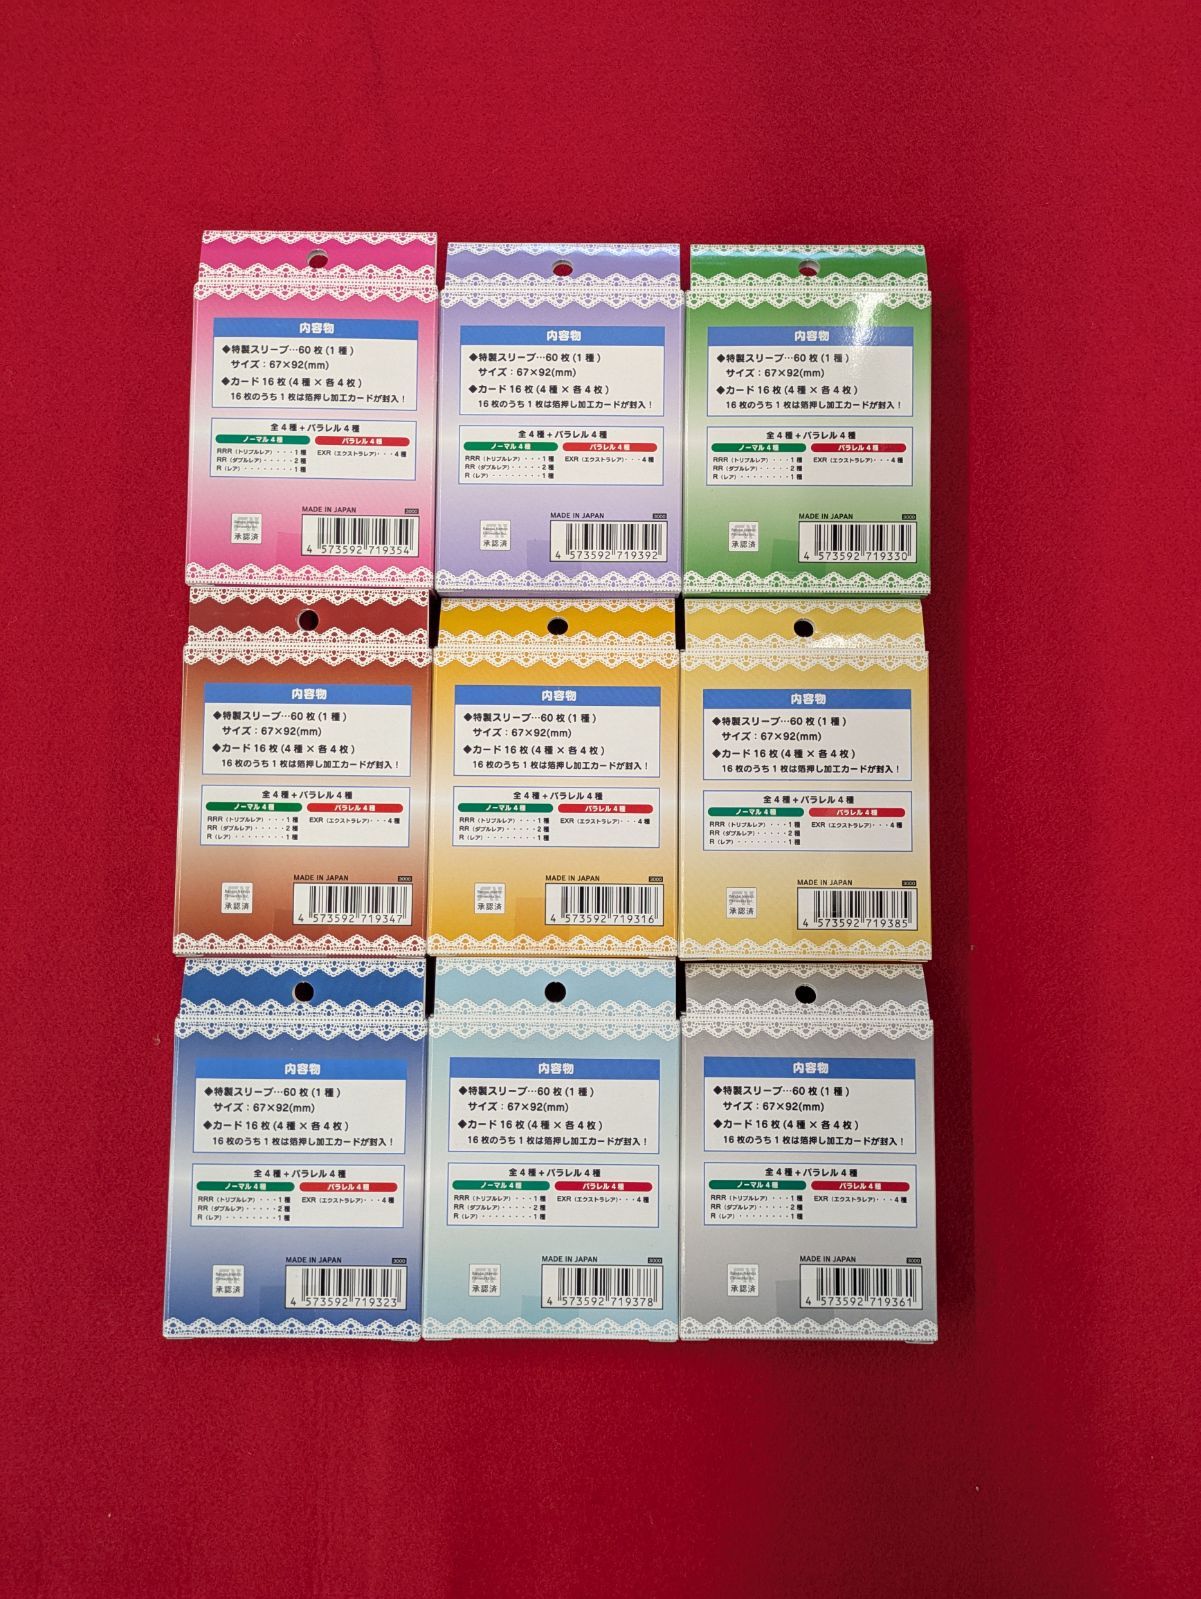 内容物
◆特製スリーブ…60枚(1種)
サイズ：67×92(mm)
◆カード16枚(4種×各4枚)
16枚のうち1枚は箔押し加工カードが封入！
全4種+パラレル4種
ノーマル4種 パラレル4種
RRR（トリプルレア）・・・・1種 EXR（エクストラレア）・・・4種
RR（ダブルレア）・・・・・2種
R（レア）・・・・・・・・1種
MADE IN JAPAN
承認済
4 573592 719354
内容物
◆特製スリーブ…60枚(1種)
サイズ：67×92(mm)
◆カード16枚(4種×各4枚)
16枚のうち1枚は箔押し加工カードが封入！
全4種+パラレル4種
ノーマル4種 パラレル4種
RRR（トリプルレア）・・・・1種 EXR（エクストラレア）・・・4種
RR（ダブルレア）・・・・・2種
R（レア）・・・・・・・・1種
MADE IN JAPAN 3000
承認済
4 573592 719392
内容物
◆特製スリーブ…60枚(1種)
サイズ：67×92(mm)
◆カード16枚(4種×各4枚)
16枚のうち1枚は箔押し加工カードが封入！
全4種+パラレル4種
ノーマル4種 パラレル4種
RRR（トリプルレア）・・・・1種 EXR（エクストラレア）・・・4種
RR（ダブルレア）・・・・・2種
R（レア）・・・・・・・・1種
MADE IN JAPAN 3000
承認済
4 573592 719330
内容物
◆特製スリーブ…60枚(1種)
サイズ：67×92(mm)
◆カード16枚(4種×各4枚)
16枚のうち1枚は箔押し加工カードが封入！
全4種+パラレル4種
ノーマル4種 パラレル4種
RRR（トリプルレア）・・・・1種 EXR（エクストラレア）・・・4種
RR（ダブルレア）・・・・・2種
R（レア）・・・・・・・・1種
MADE IN JAPAN 3000
承認済
4 573592 719347
内容物
◆特製スリーブ…60枚(1種)
サイズ：67×92(mm)
◆カード16枚(4種×各4枚)
16枚のうち1枚は箔押し加工カードが封入！
全4種+パラレル4種
ノーマル4種 パラレル4種
RRR（トリプルレア）・・・・1種 EXR（エクストラレア）・・・4種
RR（ダブルレア）・・・・・2種
R（レア）・・・・・・・・1種
MADE IN JAPAN 3000
承認済
4 573592 719316
内容物
◆特製スリーブ…60枚(1種)
サイズ：67×92(mm)
◆カード16枚(4種×各4枚)
16枚のうち1枚は箔押し加工カードが封入！
全4種+パラレル4種
ノーマル4種 パラレル4種
RRR（トリプルレア）・・・・1種 EXR（エクストラレア）・・・4種
RR（ダブルレア）・・・・・2種
R（レア）・・・・・・・・1種
MADE IN JAPAN 3000
承認済
4 573592 719385
内容物
◆特製スリーブ…60枚(1種)
サイズ：67×92(mm)
◆カード16枚(4種×各4枚)
16枚のうち1枚は箔押し加工カードが封入！
全4種+パラレル4種
ノーマル4種 パラレル4種
RRR（トリプルレア）・・・・1種 EXR（エクストラレア）・・・4種
RR（ダブルレア）・・・・・2種
R（レア）・・・・・・・・1種
MADE IN JAPAN 3000
承認済
4 573592 719323
内容物
◆特製スリーブ…60枚(1種)
サイズ：67×92(mm)
◆カード16枚(4種×各4枚)
16枚のうち1枚は箔押し加工カードが封入！
全4種+パラレル4種
ノーマル4種 パラレル4種
RRR（トリプルレア）・・・・1種 EXR（エクストラレア）・・・4種
RR（ダブルレア）・・・・・2種
R（レア）・・・・・・・・1種
MADE IN JAPAN 3000
承認済
4 573592 719378
内容物
◆特製スリーブ…60枚(1種)
サイズ：67×92(mm)
◆カード16枚(4種×各4枚)
16枚のうち1枚は箔押し加工カードが封入！
全4種+パラレル4種
ノーマル4種 パラレル4種
RRR（トリプルレア）・・・・1種 EXR（エクストラレア）・・・4種
RR（ダブルレア）・・・・・2種
R（レア）・・・・・・・・1種
MADE IN JAPAN 3000
承認済
4 573592 719361